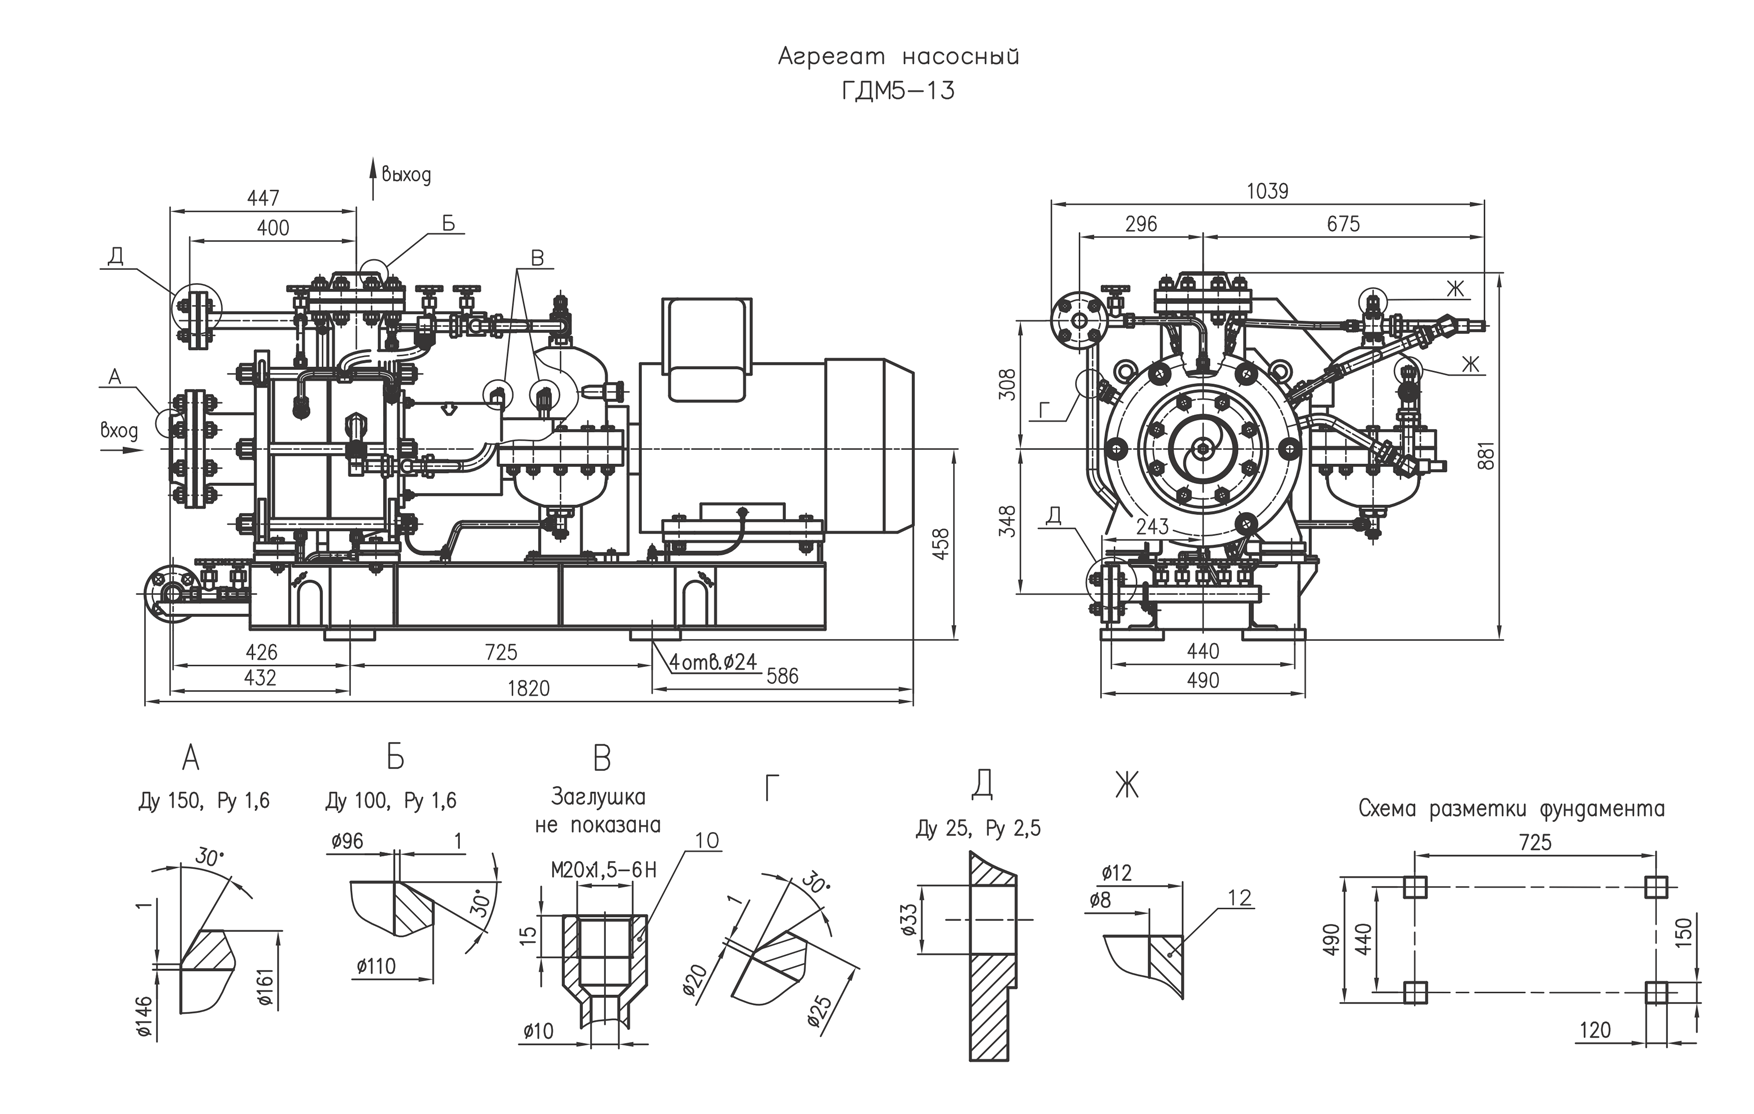 Агрегат насосный
ГДМ5-13
выход
447
400
Б
Д
В
А
вход
458
426
725
4отв.ø24
432
586
1820
1039
296
675
Ж
Ж
308
Г
881
348
243
Д
440
490
А
Ду 150, Ру 1,6
30°
1
ø161
ø146
Б
Ду 100, Ру 1,6
ø96
1
30°
ø110
В
Заглушка
не показана
10
М20х1,5-6Н
15
ø10
Г
30°
1
ø20
ø25
Д
Ду 25, Ру 2,5
ø33
Ж
ø12
ø8
12
Схема разметки фундамента
725
490
440
150
120